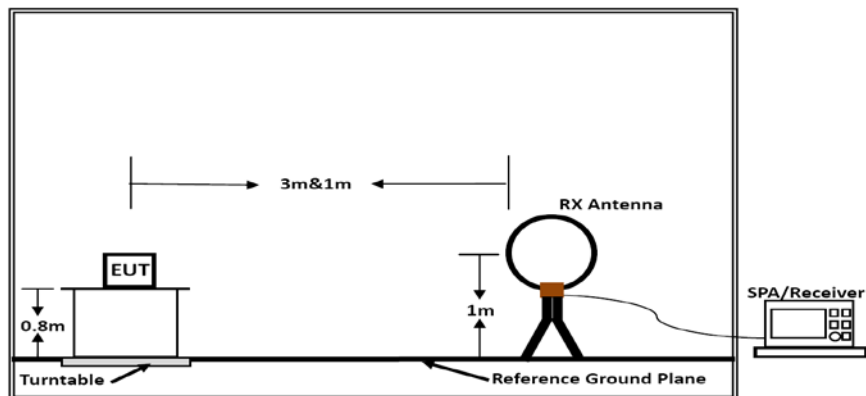 3m&1m
RX Antenna
EUT
SPA/Receiver
0.8m
1m
Turntable
Reference Ground Plane